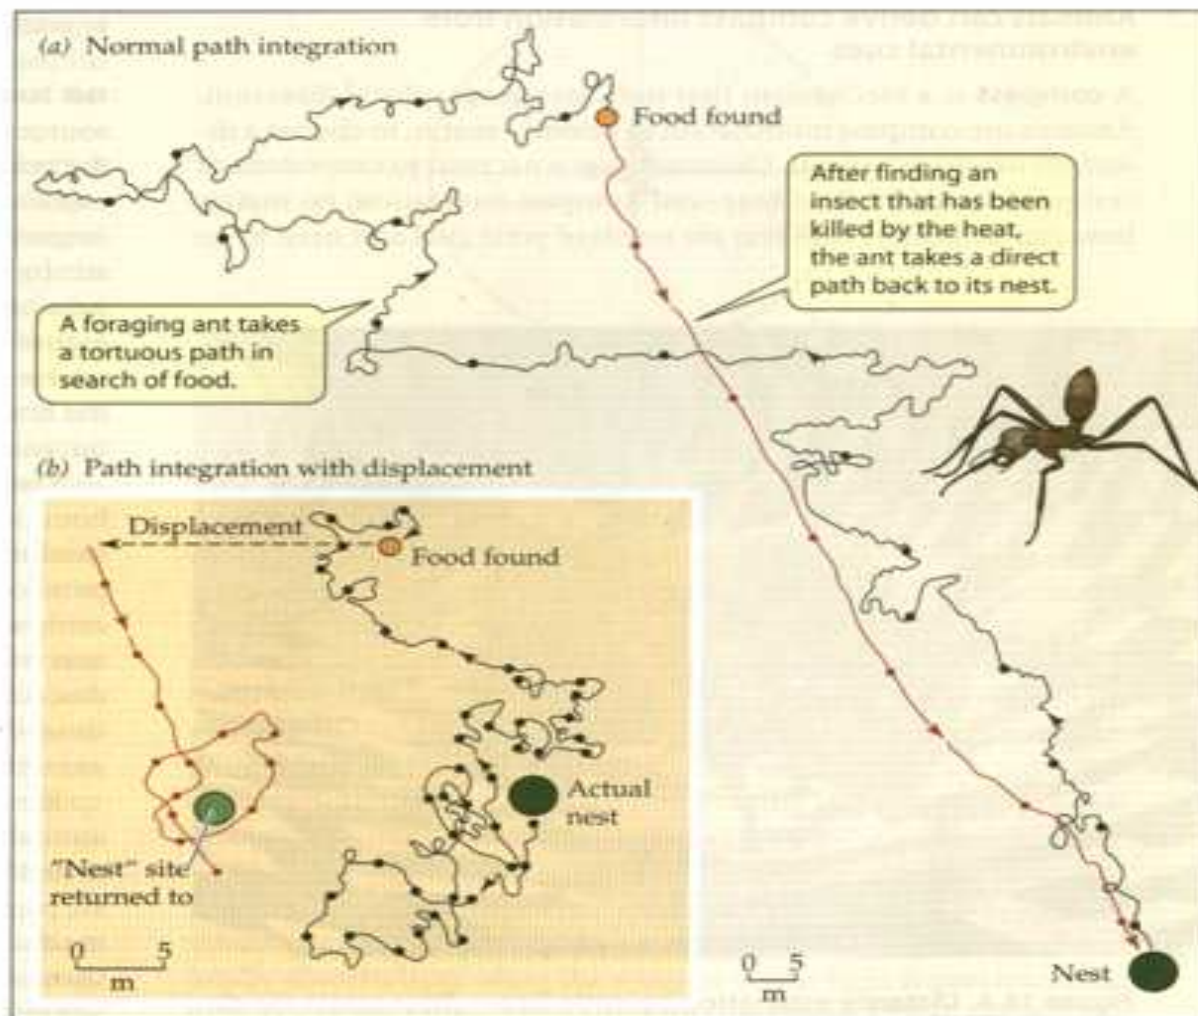 (a) Normal path integration
Food found
After finding an
insect that has been
killed by the heat,
the ant takes a direct
path back to its nest.
A foraging ant takes
a tortuous path in
search of food.
(b) Path integration with displacement
Displacement
Food found
Actual
nest
"Nest" site
returned to
0 5
m
0 5
m
Nest